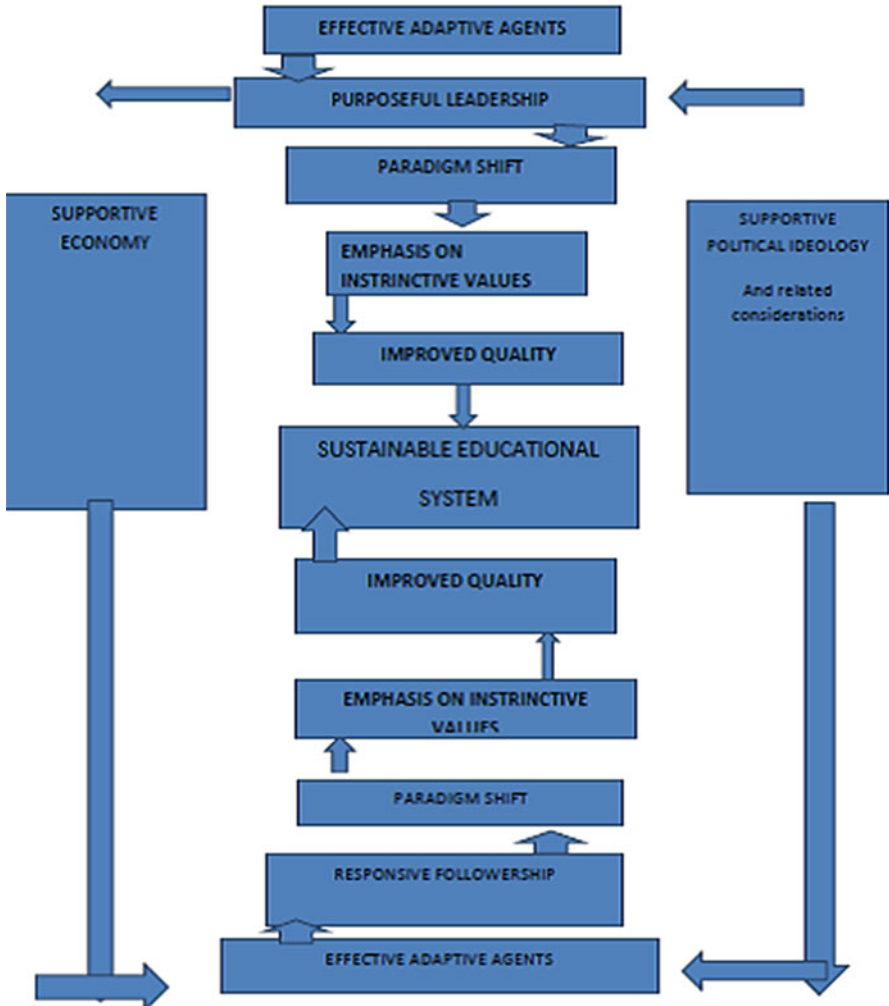 EFFECTIVE ADAPTIVE AGENTS
PURPOSEFUL LEADERSHIP
PARADIGM SHIFT
SUPPORTIVE
ECONOMY
SUPPORTIVE
POLITICAL IDEOLOGY
And related
considerations
EMPHASIS ON
INSTRINCTIVE VALUES
IMPROVED QUALITY
SUSTAINABLE EDUCATIONAL
SYSTEM
IMPROVED QUALITY
EMPHASIS ON INSTRINCTIVE
VALUES
PARADIGM SHIFT
RESPONSIVE FOLLOWERSHIP
EFFECTIVE ADAPTIVE AGENTS